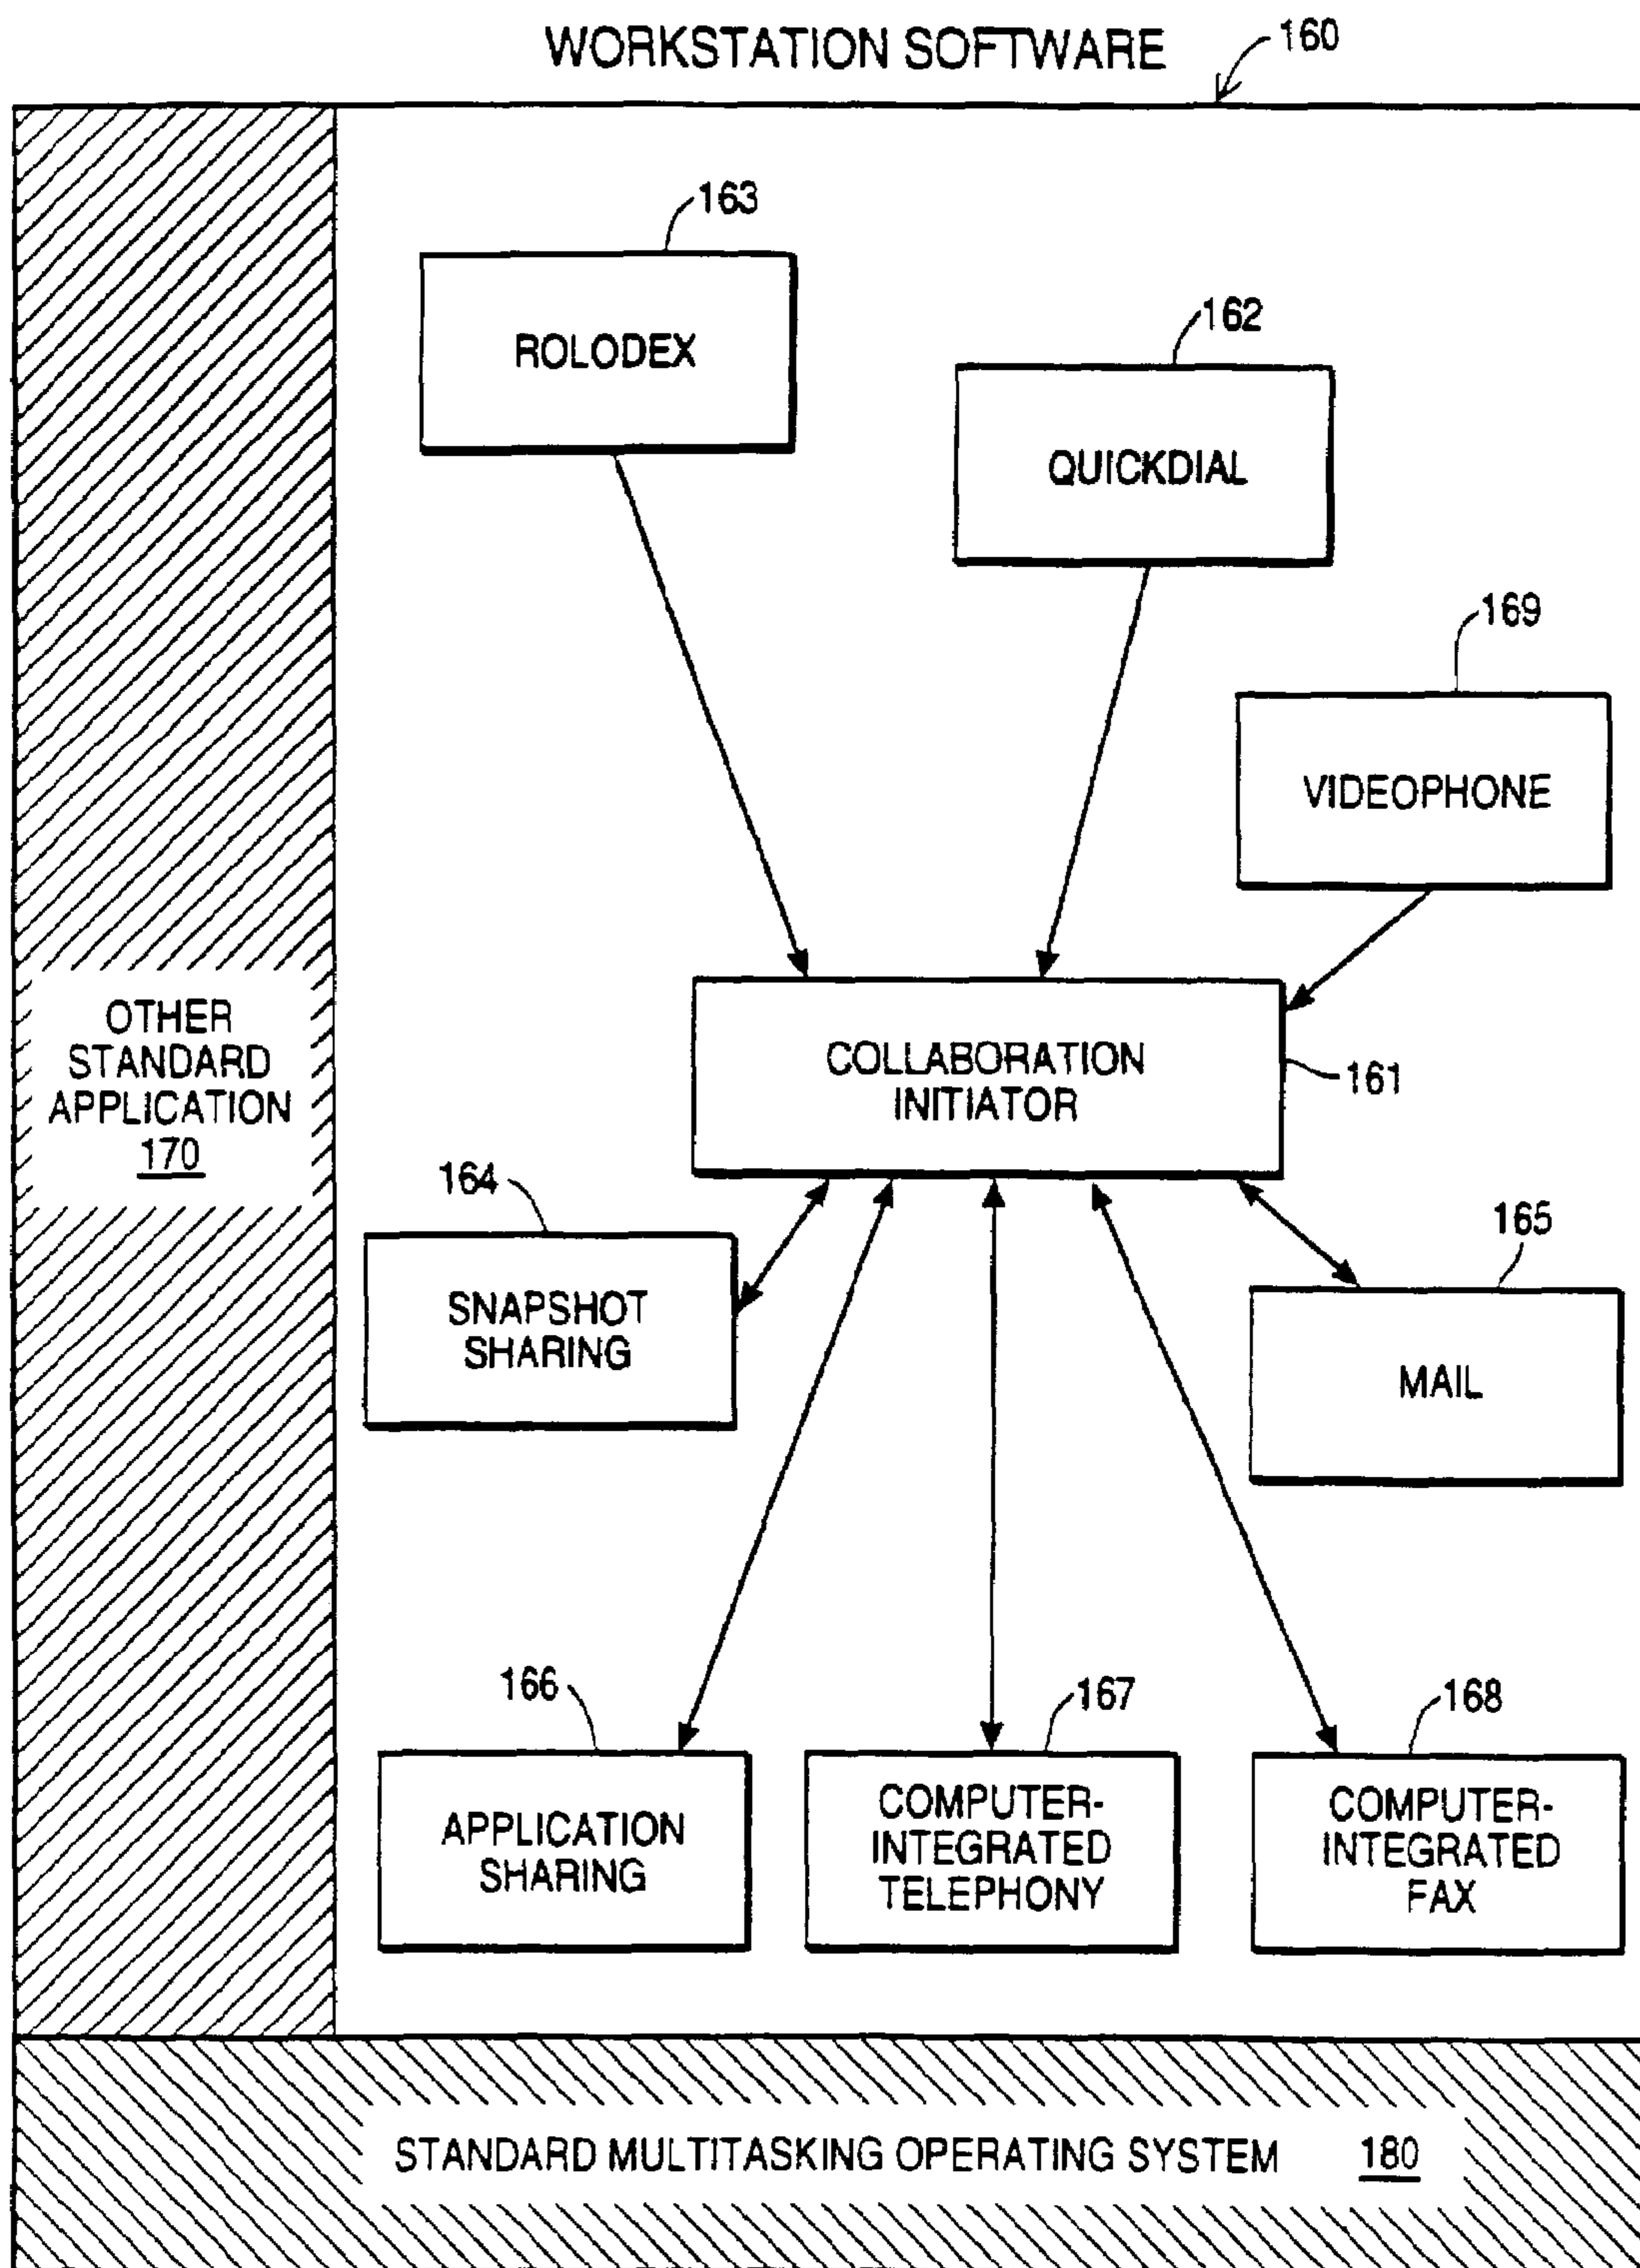 WORKSTATION SOFTWARE
160
163
ROLODEX
162
QUICKDIAL
169
VIDEOPHONE
COLLABORATION
INITIATOR
161
OTHER
STANDARD
APPLICATION
170
164
SNAPSHOT
SHARING
165
MAIL
166
APPLICATION
SHARING
167
COMPUTER-
INTEGRATED
TELEPHONY
168
COMPUTER-
INTEGRATED
FAX
STANDARD MULTITASKING OPERATING SYSTEM 180